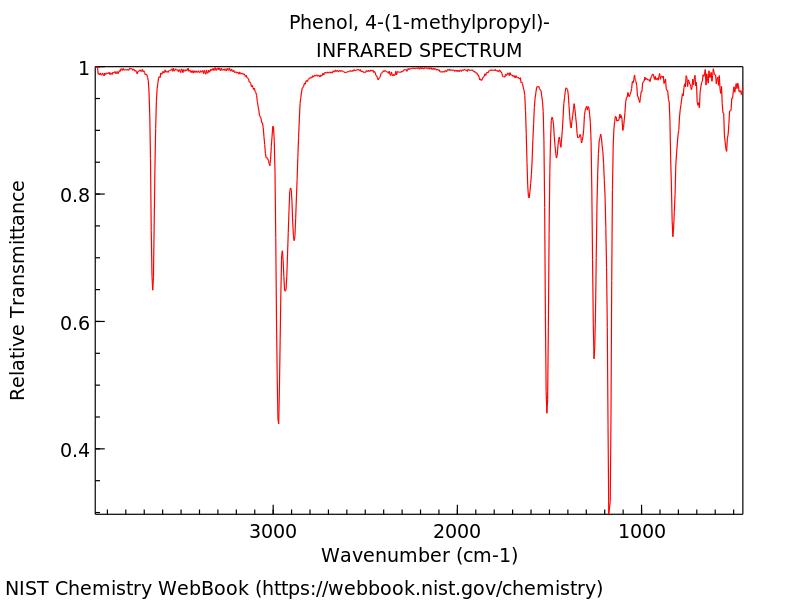 Phenol, 4-(1-methylpropyl)-
INFRARED SPECTRUM
Relative Transmittance
1
0.8
0.6
0.4
3000 2000 1000
Wavenumber (cm-1)
NIST Chemistry WebBook (https://webbook.nist.gov/chemistry)